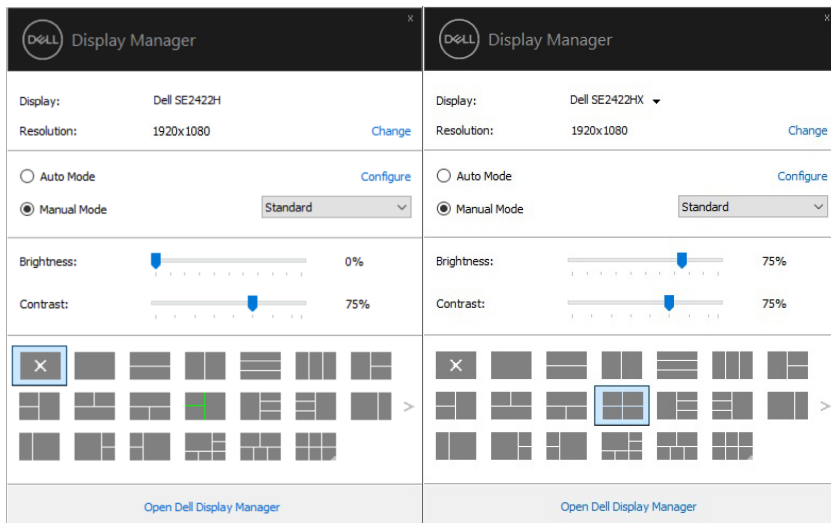 x
DELL Display Manager
Display: Dell SE2422H
Resolution: 1920x1080 Change
Auto Mode Configure
Manual Mode Standard
Brightness: 0%
Contrast: 75%
Open Dell Display Manager
x
DELL Display Manager
Display: Dell SE2422HX
Resolution: 1920x1080 Change
Auto Mode Configure
Manual Mode Standard
Brightness: 75%
Contrast: 75%
Open Dell Display Manager